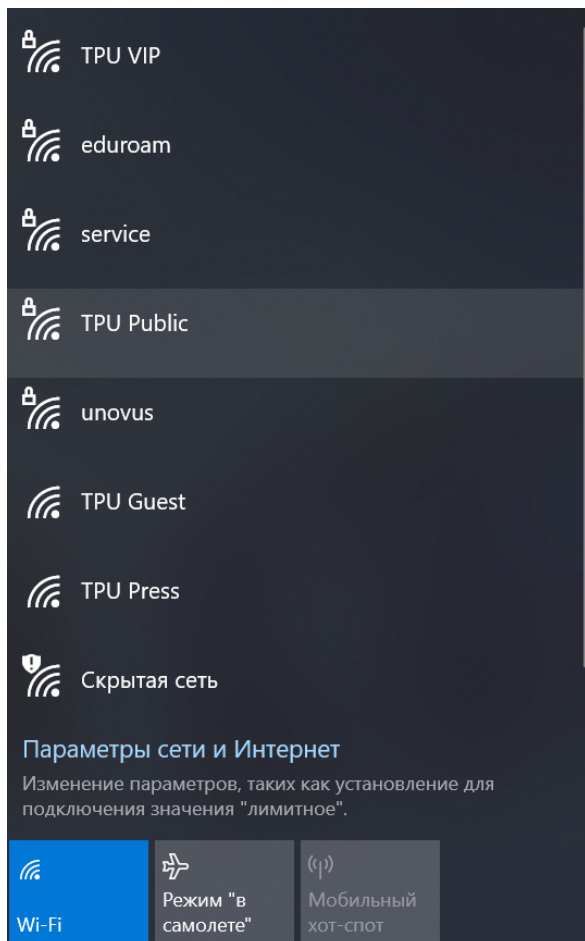 TPU VIP
eduroam
service
TPU Public
unovus
TPU Guest
TPU Press
Скрытая сеть
Параметры сети и Интернет
Изменение параметров, таких как установление для
подключения значения "лимитное".
Wi-Fi
Режим "в
самолете"
Мобильный
хот-спот